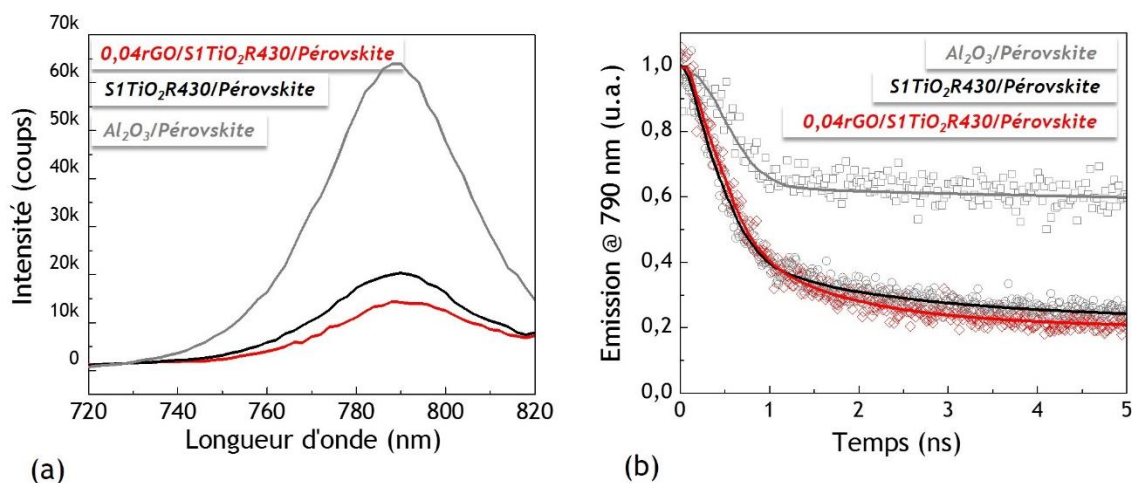 70k
60k
50k
40k
30k
20k
10k
0
Intensité (coups)
0,04rGO/S1TiO₂R430/Pérovskite
S1TiO₂R430/Pérovskite
Al₂O₃/Pérovskite
720 740 760 780 800 820
Longueur d'onde (nm)
(a)
1,0
0,8
0,6
0,4
0,2
0,0
Emission @ 790 nm (u.a.)
Al₂O₃/Pérovskite
S1TiO₂R430/Pérovskite
0,04rGO/S1TiO₂R430/Pérovskite
0 1 2 3 4 5
Temps (ns)
(b)